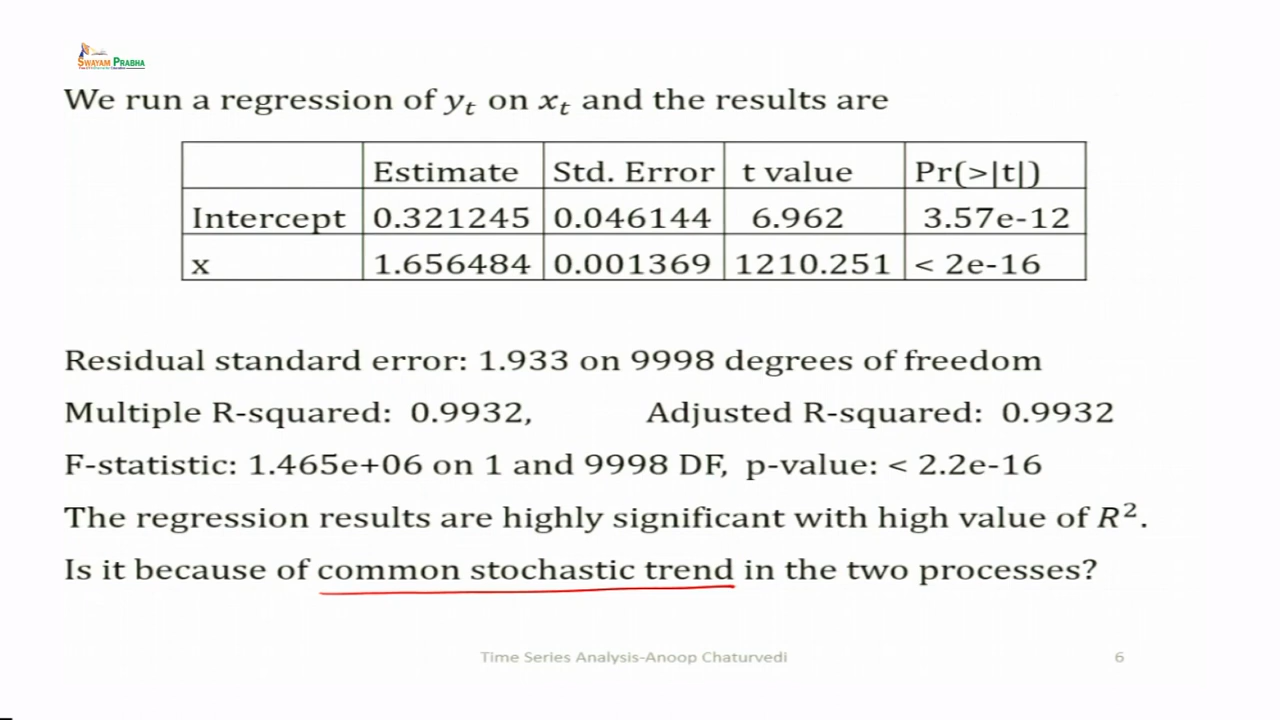 SWAYAM PRABHA
We run a regression of yₜ on xₜ and the results are
Estimate Std. Error t value Pr(>|t|)
Intercept 0.321245 0.046144 6.962 3.57e-12
x 1.656484 0.001369 1210.251 < 2e-16
Residual standard error: 1.933 on 9998 degrees of freedom
Multiple R-squared: 0.9932, Adjusted R-squared: 0.9932
F-statistic: 1.465e+06 on 1 and 9998 DF, p-value: < 2.2e-16
The regression results are highly significant with high value of R².
Is it because of common stochastic trend in the two processes?
Time Series Analysis-Anoop Chaturvedi 6